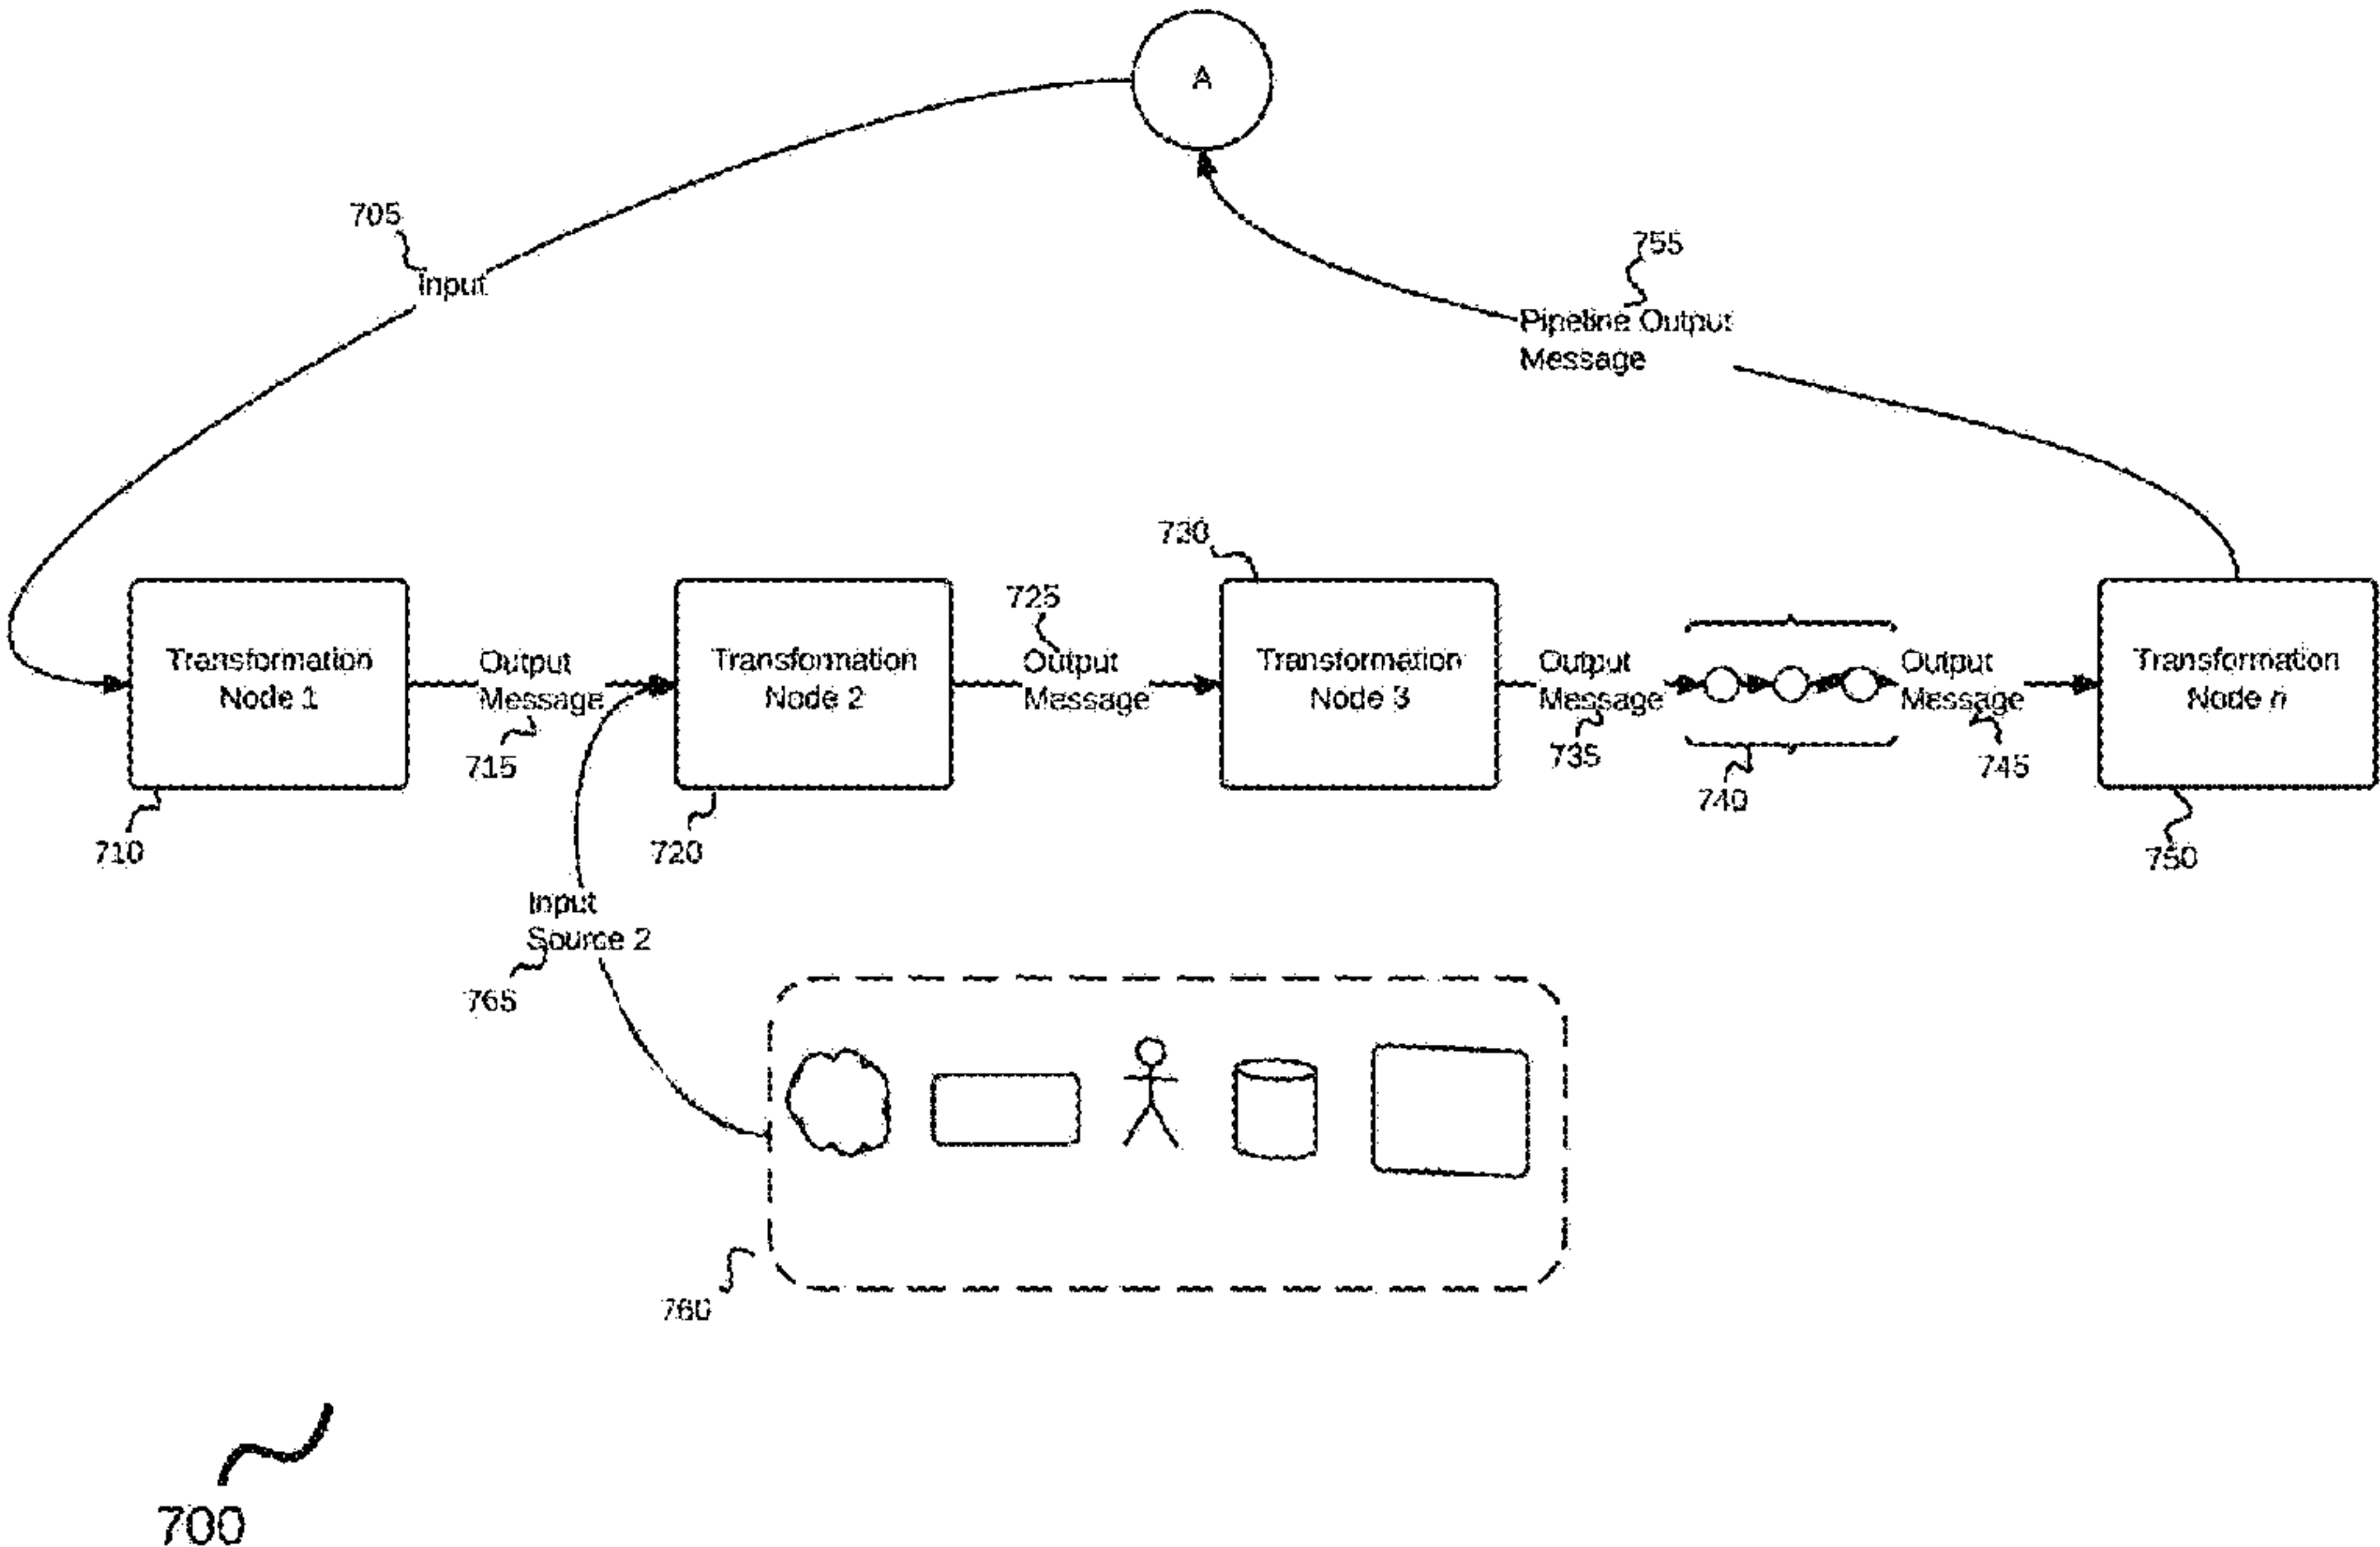 A
705
Input
755
Pipeline Output
Message
730
725
Transformation
Node 1
Output
Message
715
Transformation
Node 2
Output
Message
Transformation
Node 3
Output
Message
735
740
Output
Message
745
Transformation
Node n
710
720
750
Input
Source 2
765
760
700